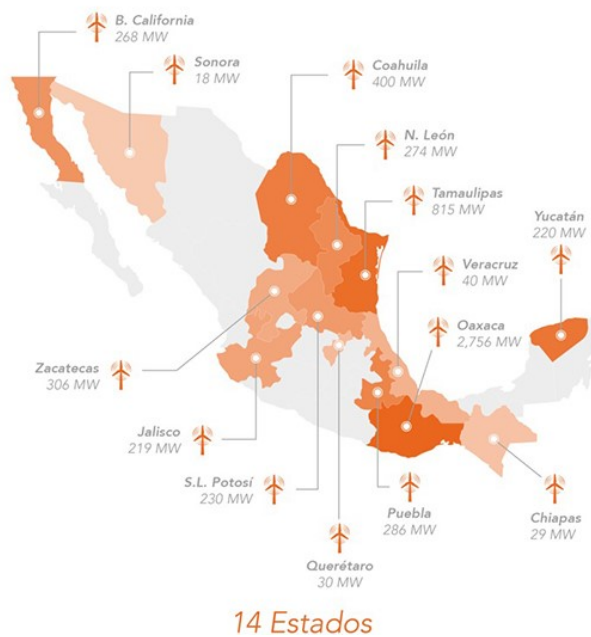 B. California
268 MW
Sonora
18 MW
Coahuila
400 MW
N. León
274 MW
Tamaulipas
815 MW
Yucatán
220 MW
Veracruz
40 MW
Oaxaca
2,756 MW
Zacatecas
306 MW
Jalisco
219 MW
S.L. Potosí
230 MW
Querétaro
30 MW
Puebla
286 MW
Chiapas
29 MW
14 Estados